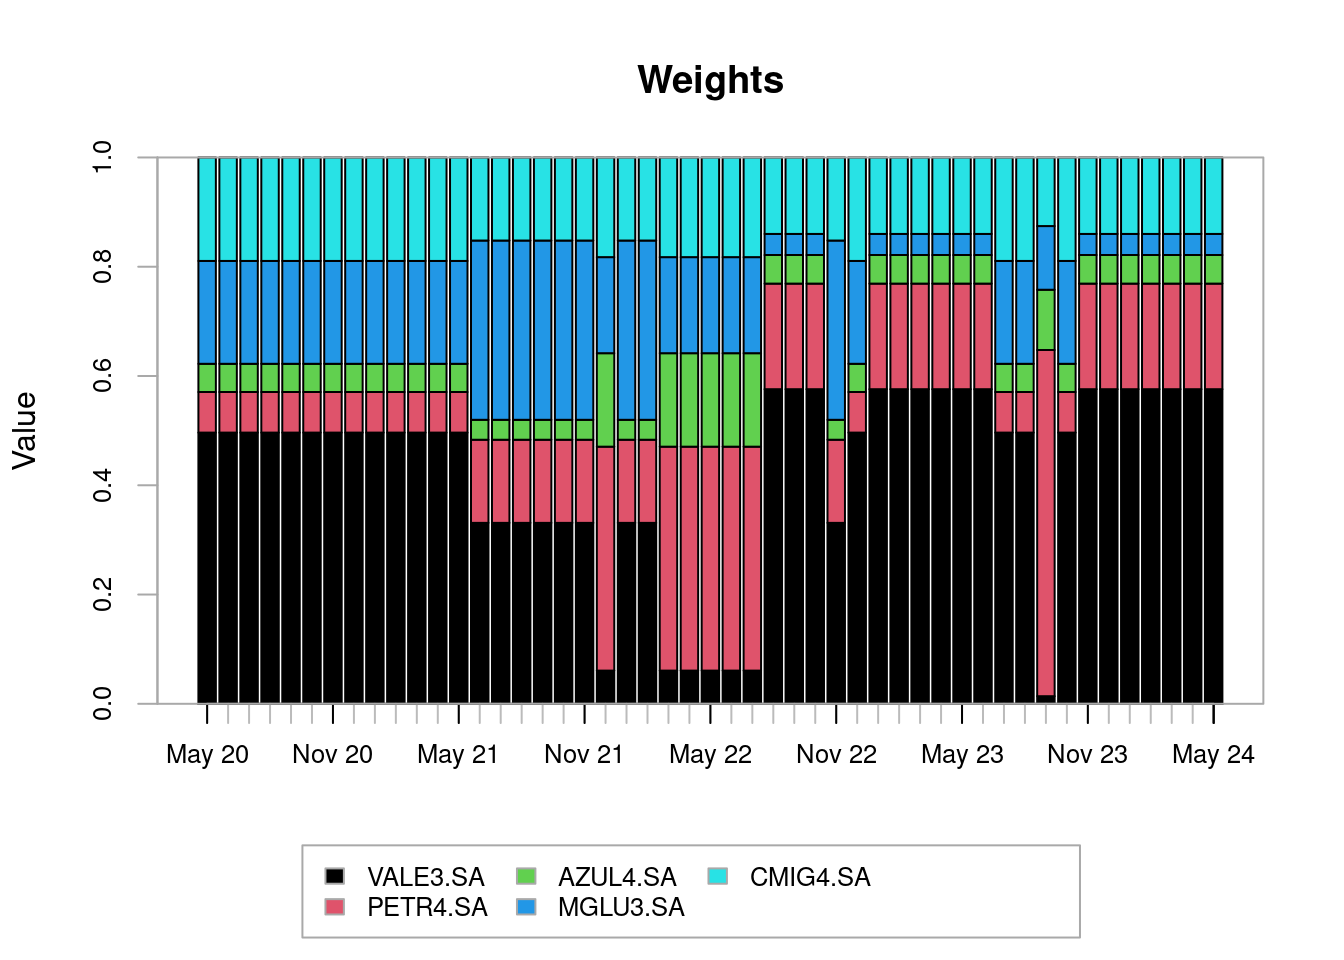 Weights
Value
1.0
0.8
0.6
0.4
0.2
0.0
May 20 Nov 20 May 21 Nov 21 May 22 Nov 22 May 23 Nov 23 May 24
VALE3.SA AZUL4.SA CMIG4.SA
PETR4.SA MGLU3.SA